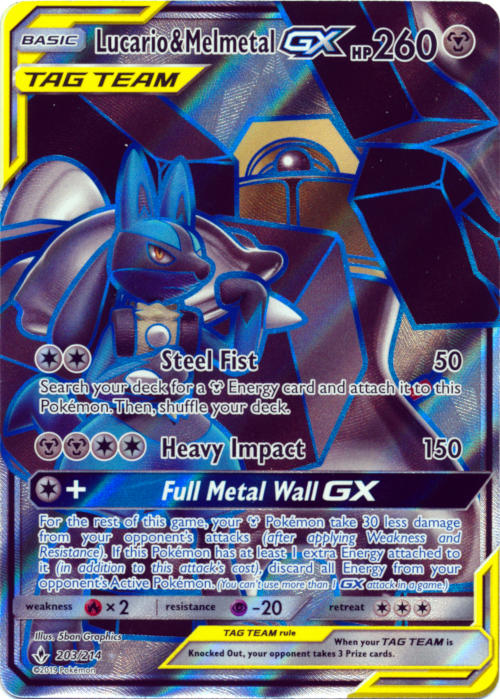 BASIC Lucario&Melmetal GX HP260
TAG TEAM
Steel Fist 50
Search your deck for a Energy card and attach it to this
Pokémon. Then, shuffle your deck.
Heavy Impact 150
+ Full Metal Wall GX
For the rest of this game, your Pokémon take 30 less damage
from your opponent's attacks (after applying Weakness and
Resistance). If this Pokémon has at least 1 extra Energy attached to
it (in addition to this attack's cost), discard all Energy from your
opponent's Active Pokémon. (You can't use more than 1 GX attack in a game.)
weakness ×2 resistance -20 retreat
Illus. 5ban Graphics
TAG TEAM rule
203/214
When your TAG TEAM is
Knocked Out, your opponent takes 3 Prize cards.
©2019 Pokémon